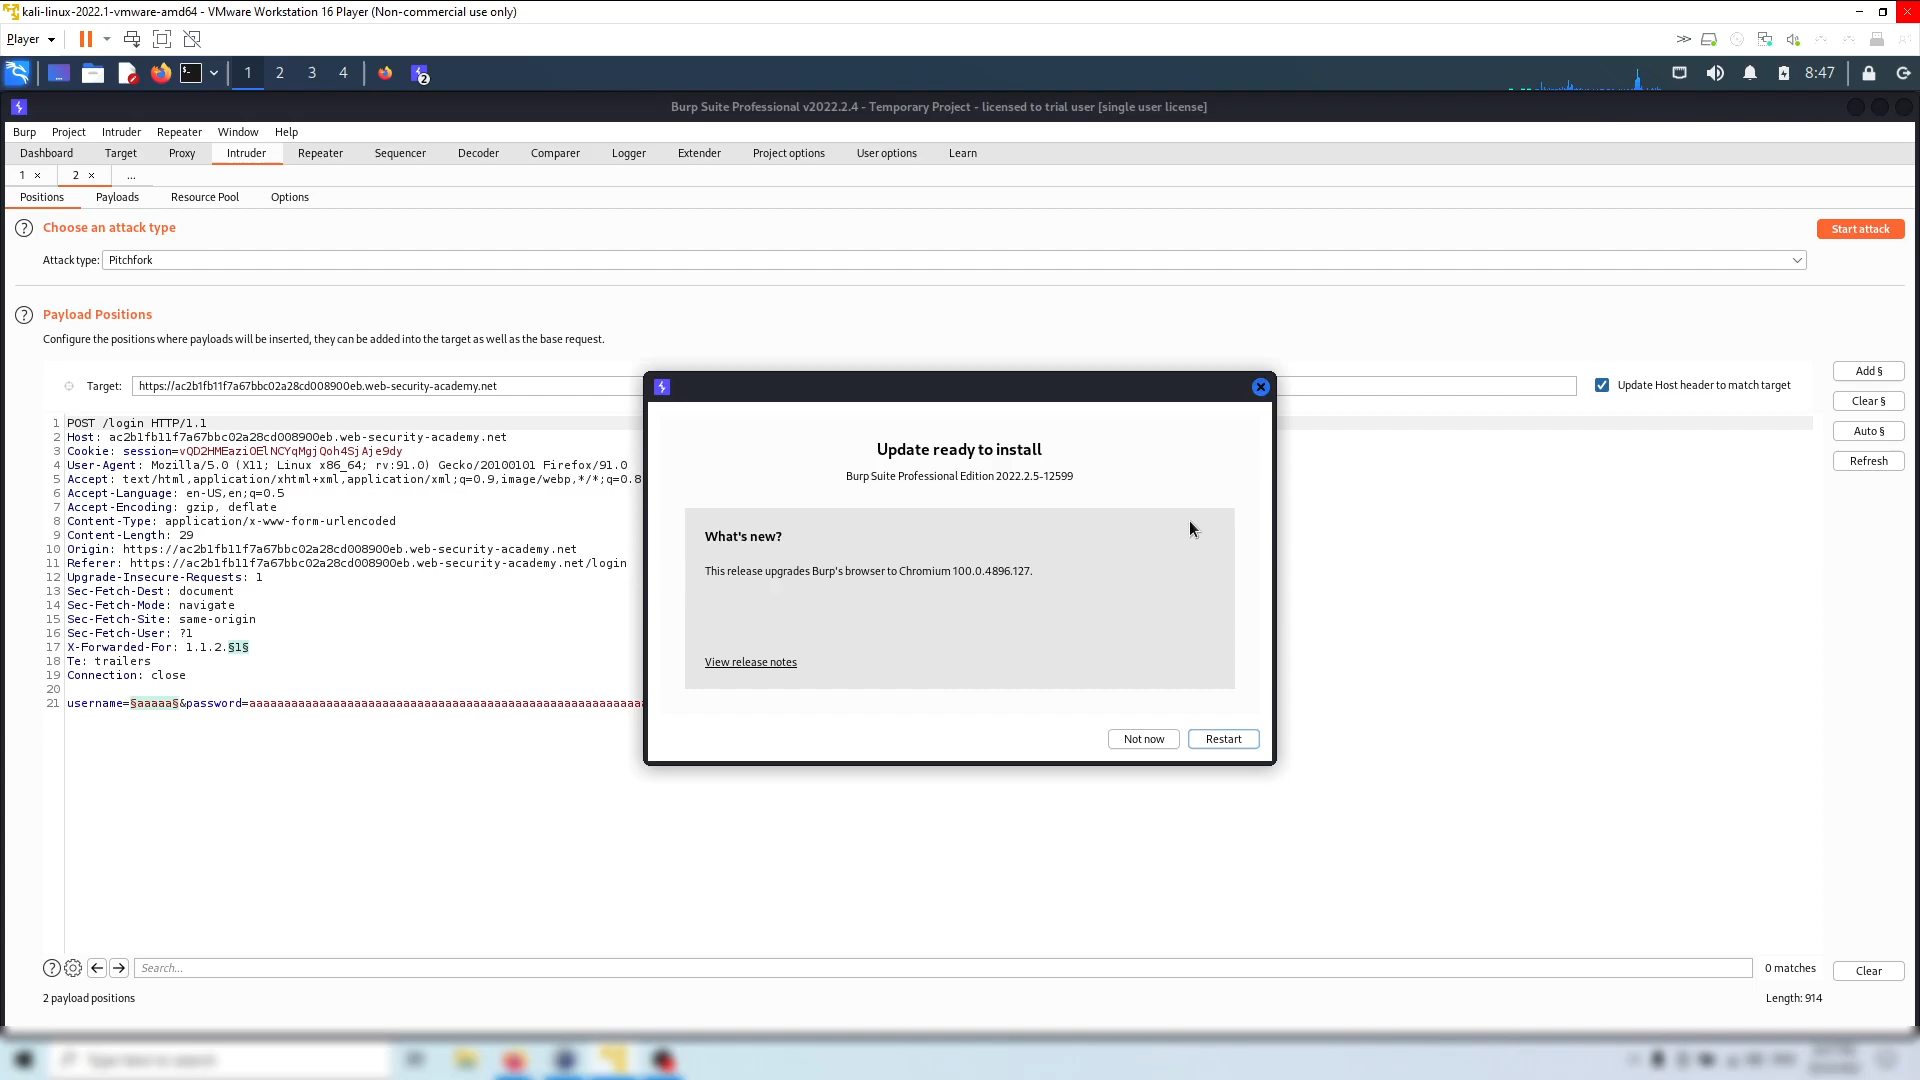 kali-linux-2022.1-vmware-amd64 - VMware Workstation 16 Player (Non-commercial use only)
Player
1 2 3 4 2 8:47
Burp Suite Professional v2022.2.4 - Temporary Project - licensed to trial user [single user license]
Burp Project Intruder Repeater Window Help
Dashboard Target Proxy Intruder Repeater Sequencer Decoder Comparer Logger Extender Project options User options Learn
1 × 2 × ...
Positions Payloads Resource Pool Options
? Choose an attack type Start attack
Attack type: Pitchfork
? Payload Positions
Configure the positions where payloads will be inserted, they can be added into the target as well as the base request.
Add §
Target: https://ac2b1fb11f7a67bbc02a28cd008900eb.web-security-academy.net Update Host header to match target
Clear §
Auto §
Refresh
1 POST /login HTTP/1.1
2 Host: ac2b1fb11f7a67bbc02a28cd008900eb.web-security-academy.net
3 Cookie: session=vQD2HMEaziOElNCYqMgjQoh4SjAje9dy
4 User-Agent: Mozilla/5.0 (X11; Linux x86_64; rv:91.0) Gecko/20100101 Firefox/91.0
5 Accept: text/html,application/xhtml+xml,application/xml;q=0.9,image/webp,*/*;q=0.8
6 Accept-Language: en-US,en;q=0.5
7 Accept-Encoding: gzip, deflate
8 Content-Type: application/x-www-form-urlencoded
9 Content-Length: 29
10 Origin: https://ac2b1fb11f7a67bbc02a28cd008900eb.web-security-academy.net
11 Referer: https://ac2b1fb11f7a67bbc02a28cd008900eb.web-security-academy.net/login
12 Upgrade-Insecure-Requests: 1
13 Sec-Fetch-Dest: document
14 Sec-Fetch-Mode: navigate
15 Sec-Fetch-Site: same-origin
16 Sec-Fetch-User: ?1
17 X-Forwarded-For: 1.1.2.§1§
18 Te: trailers
19 Connection: close
20
21 username=§aaaaa§&password=aaaaaaaaaaaaaaaaaaaaaaaaaaaaaaaaaaaaaaaaaaaaaaaaaaaaaaaa
Update ready to install
Burp Suite Professional Edition 2022.2.5-12599
What's new?
This release upgrades Burp's browser to Chromium 100.0.4896.127.
View release notes
Not now Restart
? Search... 0 matches Clear
2 payload positions Length: 914
Type here to search